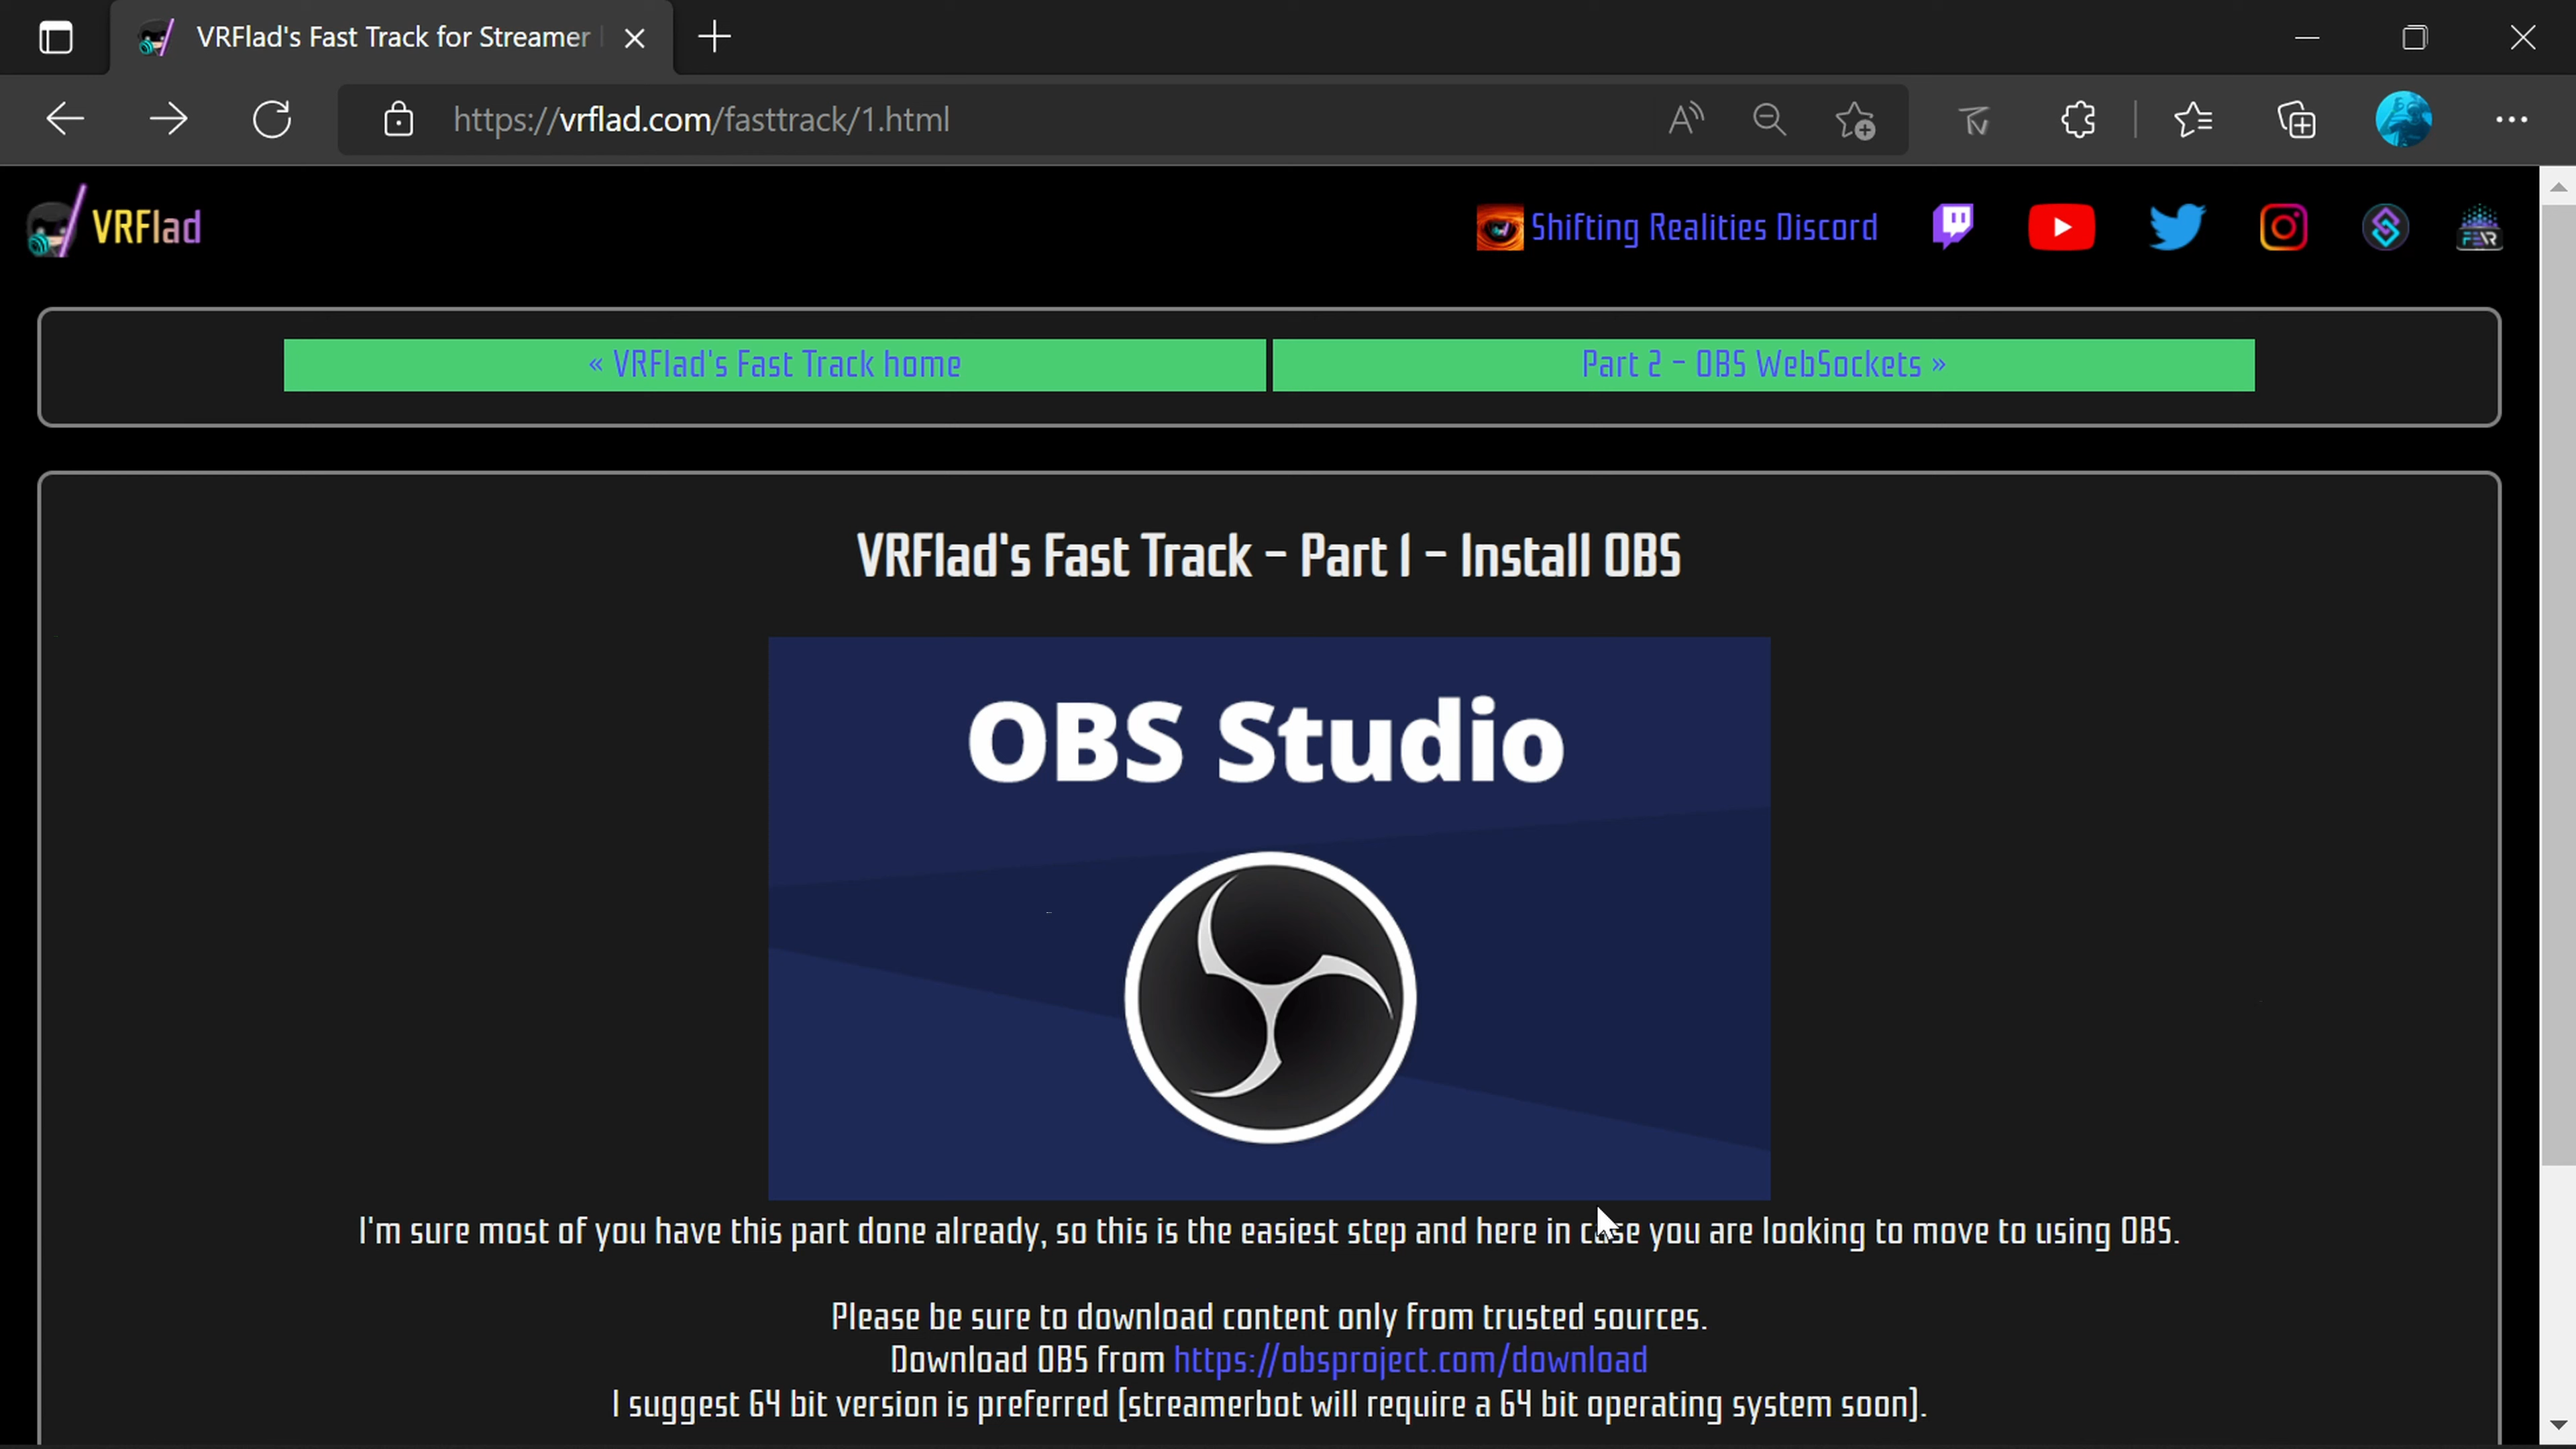 VRFlad's Fast Track for Streamer
https://vrflad.com/fasttrack/1.html
VRFlad
Shifting Realities Discord
FEAR
« VRFlad's Fast Track home
Part 2 - OBS WebSockets »
VRFlad's Fast Track - Part 1 - Install OBS
OBS Studio
I'm sure most of you have this part done already, so this is the easiest step and here in case you are looking to move to using OBS.
Please be sure to download content only from trusted sources.
Download OBS from https://obsproject.com/download
I suggest 64 bit version is preferred [streamerbot will require a 64 bit operating system soon].